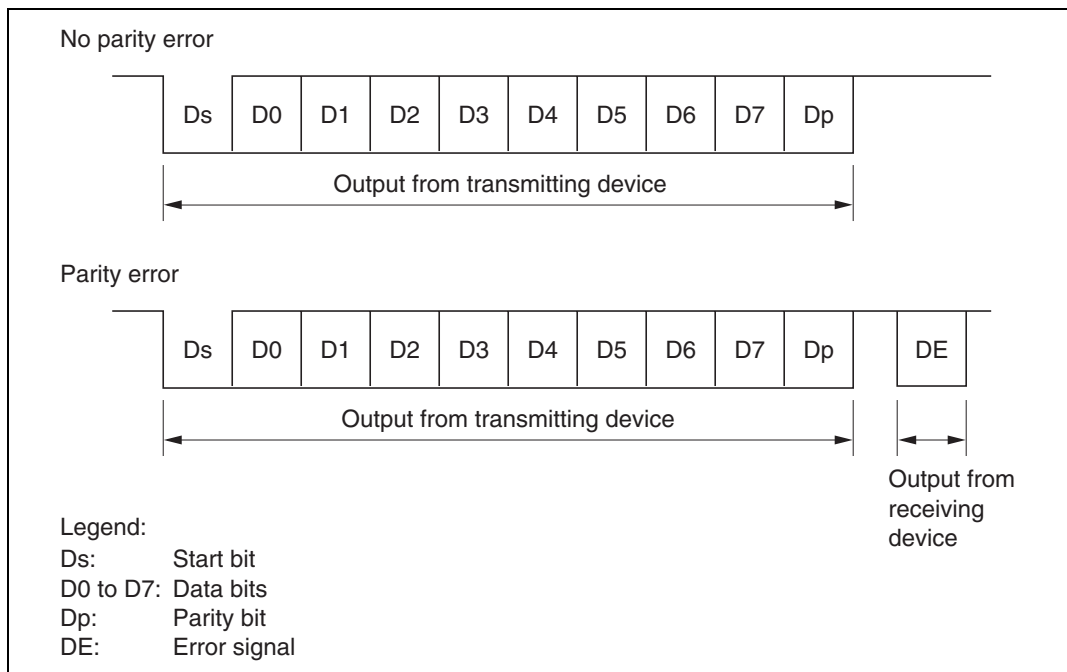 No parity error
Ds D0 D1 D2 D3 D4 D5 D6 D7 Dp
Output from transmitting device
Parity error
Ds D0 D1 D2 D3 D4 D5 D6 D7 Dp DE
Output from transmitting device
Output from
receiving
device
Legend:
Ds: Start bit
D0 to D7: Data bits
Dp: Parity bit
DE: Error signal